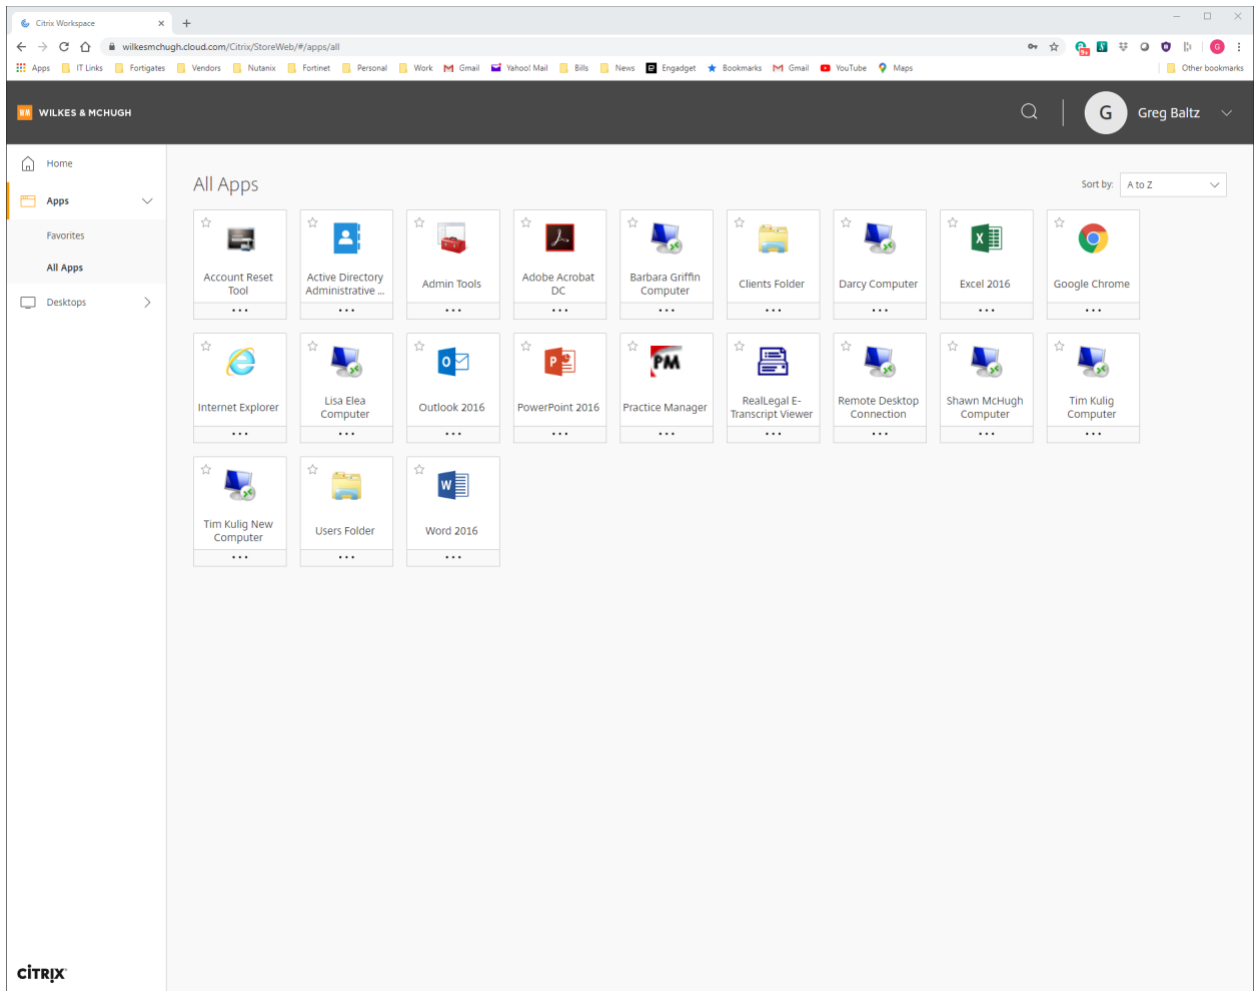 Citrix Workspace
wilkesmchugh.cloud.com/Citrix/StoreWeb/#/apps/all
Apps IT Links Fortigates Vendors Nutanix Fortinet Personal Work Gmail Yahoo! Mail Bills News Engadget Bookmarks Gmail YouTube Maps Other bookmarks
WM WILKES & MCHUGH
G Greg Baltz
Home
Apps
Favorites
All Apps
Desktops
All Apps
Sort by: A to Z
Account Reset
Tool
Active Directory
Administrative ...
Admin Tools
Adobe Acrobat
DC
Barbara Griffin
Computer
Clients Folder
Darcy Computer
Excel 2016
Google Chrome
Internet Explorer
Lisa Elea
Computer
Outlook 2016
PowerPoint 2016
PM
Practice Manager
RealLegal E-
Transcript Viewer
Remote Desktop
Connection
Shawn McHugh
Computer
Tim Kulig
Computer
Tim Kulig New
Computer
Users Folder
Word 2016
CİTRIX